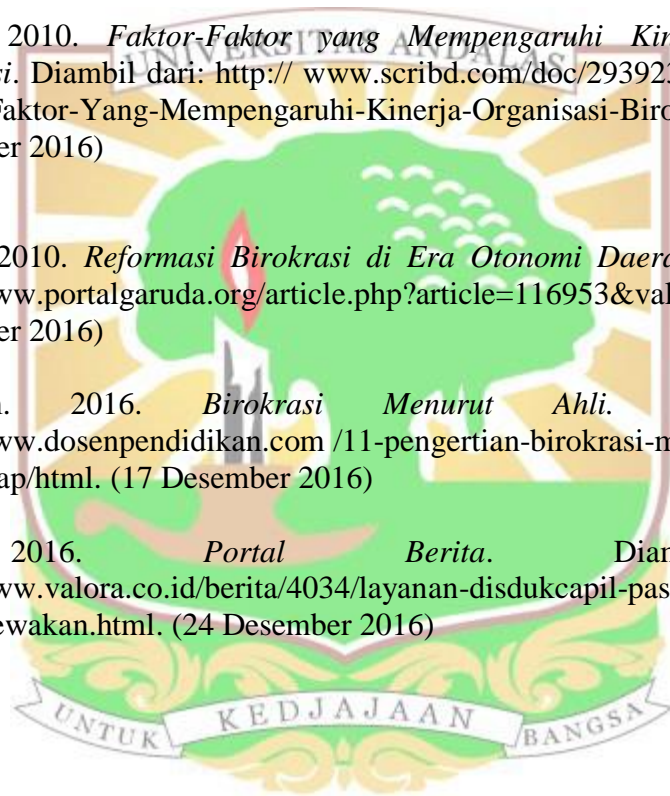 2010. Faktor-Faktor yang Mempengaruhi Kin
si. Diambil dari: http:// www.scribd.com/doc/293923
Faktor-Yang-Mempengaruhi-Kinerja-Organisasi-Biro
er 2016)
2010. Reformasi Birokrasi di Era Otonomi Daera
ww.portalgaruda.org/article.php?article=116953&val
er 2016)
2016. Birokrasi Menurut Ahli.
ww.dosenpendidikan.com /11-pengertian-birokrasi-m
ap/html. (17 Desember 2016)
2016. Portal Berita. Dia
ww.valora.co.id/berita/4034/layanan-disdukcapil-pas
ewakan.html. (24 Desember 2016)
UNIVERSITAS ANDALAS
UNTUK KEDJAJAAN BANGSA